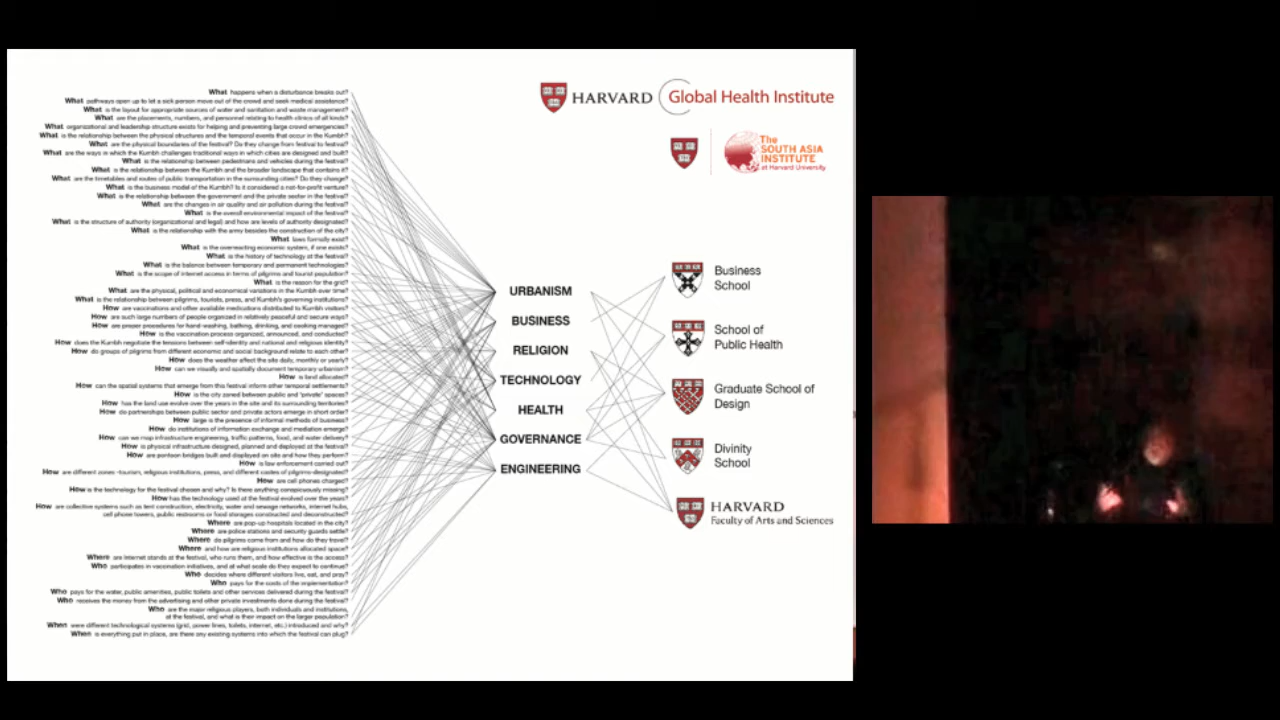 What happens when a disturbance breaks out?
What pathways open up to let a sick person move out of the crowd and seek medical assistance?
What is the layout for appropriate sources of water and sanitation and waste management?
What are the placements, numbers, and personnel relating to health clinics of all kinds?
What organizational and leadership structure exists for helping and preventing large crowd emergencies?
What is the relationship between the physical structures and the temporal events that occur in the Kumbh?
What are the physical boundaries of the festival? Do they change from festival to festival?
What are the ways in which the Kumbh challenges traditional ways in which cities are designed and built?
What is the relationship between pedestrians and vehicles during the festival?
What is the relationship between the Kumbh and the broader landscape that contains it?
What are the timetables and routes of public transportation in the surrounding cities? Do they change?
What is the business model of the Kumbh? Is it considered a not-for-profit venture?
What is the relationship between the government and the private sector in the festival?
What are the changes in air quality and air pollution during the festival?
What is the overall environmental impact of the festival?
What is the structure of authority (organizational and legal) and how are levels of authority designated?
What is the relationship with the army besides the construction of the city?
What laws formally exist?
What is the overreacting economic system, if one exists?
What is the history of technology at the festival?
What is the balance between temporary and permanent technologies?
What is the scope of internet access in terms of pilgrims and tourist population?
What is the reason for the grid?
What are the physical, political and economical variations in the Kumbh over time?
What is the relationship between pilgrims, tourists, press, and Kumbh's governing institutions?
How are vaccinations and other available medications distributed to Kumbh visitors?
How are such large numbers of people organized in relatively peaceful and secure ways?
How are proper procedures for hand-washing, bathing, drinking, and cooking managed?
How is the vaccination process organized, announced, and conducted?
How does the Kumbh negotiate the tensions between self-identity and national and religious identity?
How do groups of pilgrims from different economic and social background relate to each other?
How does the weather affect the site daily, monthly or yearly?
How can we visually and spatially document temporary urbanism?
How is land allocated?
How can the spatial systems that emerge from this festival inform other temporal settlements?
How is the city zoned between public and 'private' spaces?
How has the land use evolve over the years in the site and its surrounding territories?
How do partnerships between public sector and private actors emerge in short order?
How large is the presence of informal methods of business?
How do institutions of information exchange and mediation emerge?
How can we map infrastructure engineering, traffic patterns, food, and water delivery?
How is physical infrastructure designed, planned and deployed at the festival?
How are pontoon bridges built and displayed on site and how they perform?
How is law enforcement carried out?
How are different zones -tourism, religious institutions, press, and different castes of pilgrims-designated?
How are cell phones charged?
How is the technology for the festival chosen and why? Is there anything conspicuously missing?
How has the technology used at the festival evolved over the years?
How are collective systems such as tent construction, electricity, water and sewage networks, internet hubs,
cell phone towers, public restrooms or food storages constructed and deconstructed?
Where are pop-up hospitals located in the city?
Where are police stations and security guards settle?
Where do pilgrims come from and how do they travel?
Where and how are religious institutions allocated space?
Where are Internet stands at the festival, who runs them, and how effective is the access?
Who participates in vaccination initiatives, and at what scale do they expect to continue?
Who decides where different visitors live, eat, and pray?
Who pays for the costs of the implementation?
Who pays for the water, public amenities, public toilets and other services delivered during the festival?
Who receives the money from the advertising and other private investments done during the festival?
Who are the major religious players, both individuals and institutions,
at the festival, and what is their impact on the larger population?
When were different technological systems (grid, power lines, toilets, internet, etc.) introduced and why?
When is everything put in place, are there any existing systems into which the festival can plug?
URBANISM
BUSINESS
RELIGION
TECHNOLOGY
HEALTH
GOVERNANCE
ENGINEERING
HARVARD Global Health Institute
The
SOUTH ASIA
INSTITUTE
at Harvard University
Business
School
School of
Public Health
Graduate School of
Design
Divinity
School
HARVARD
Faculty of Arts and Sciences